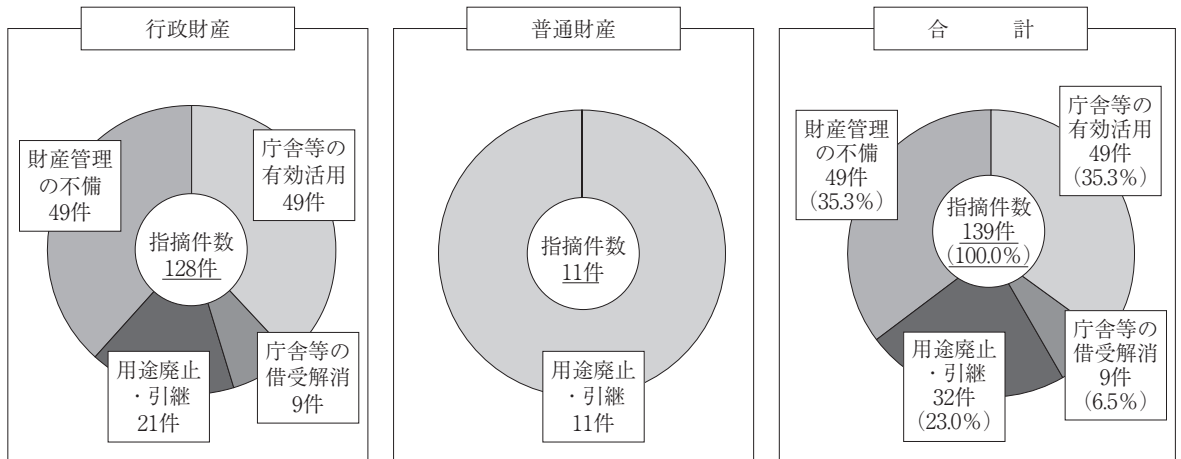 行政財産
財産管理
の不備
49件
庁舎等の
有効活用
49件
指摘件数
128件
用途廃止
・引継
21件
庁舎等の
借受解消
9件
普通財産
指摘件数
11件
用途廃止
・引継
11件
合 計
財産管理
の不備
49件
(35.3%)
庁舎等の
有効活用
49件
(35.3%)
指摘件数
139件
(100.0%)
用途廃止
・引継
32件
(23.0%)
庁舎等の
借受解消
9件
(6.5%)